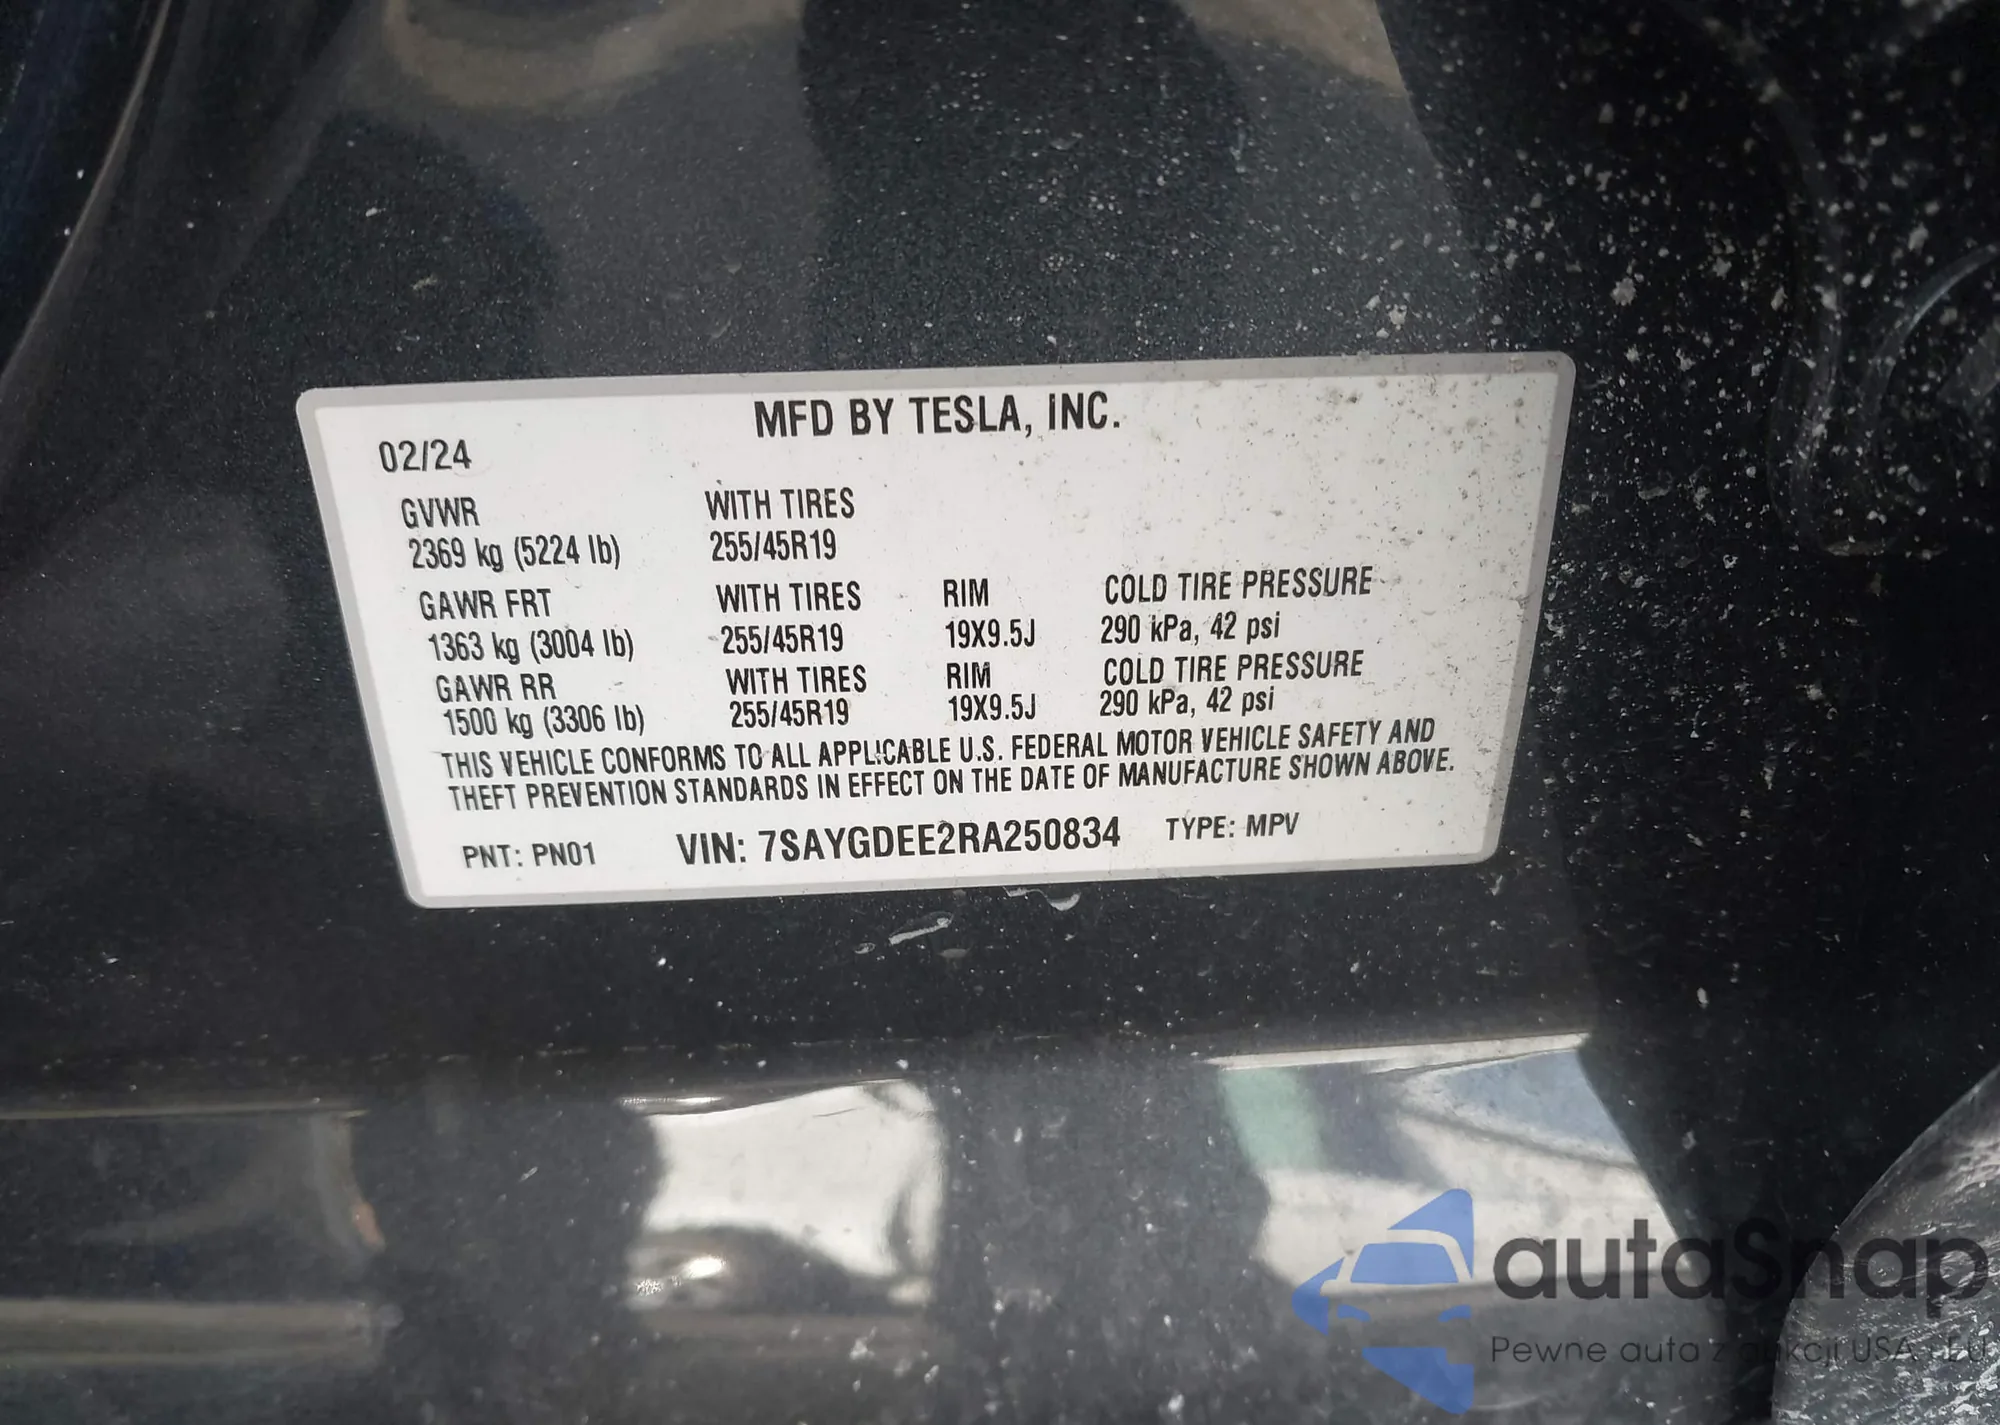 MFD BY TESLA, INC.
02/24
GVWR WITH TIRES
2369 kg (5224 lb) 255/45R19
GAWR FRT WITH TIRES RIM COLD TIRE PRESSURE
1363 kg (3004 lb) 255/45R19 19X9.5J 290 kPa, 42 psi
GAWR RR WITH TIRES RIM COLD TIRE PRESSURE
1500 kg (3306 lb) 255/45R19 19X9.5J 290 kPa, 42 psi
THIS VEHICLE CONFORMS TO ALL APPLICABLE U.S. FEDERAL MOTOR VEHICLE SAFETY AND
THEFT PREVENTION STANDARDS IN EFFECT ON THE DATE OF MANUFACTURE SHOWN ABOVE.
PNT: PN01 VIN: 7SAYGDEE2RA250834 TYPE: MPV
autaSnap
Pewne auta z aukcji USA i EU